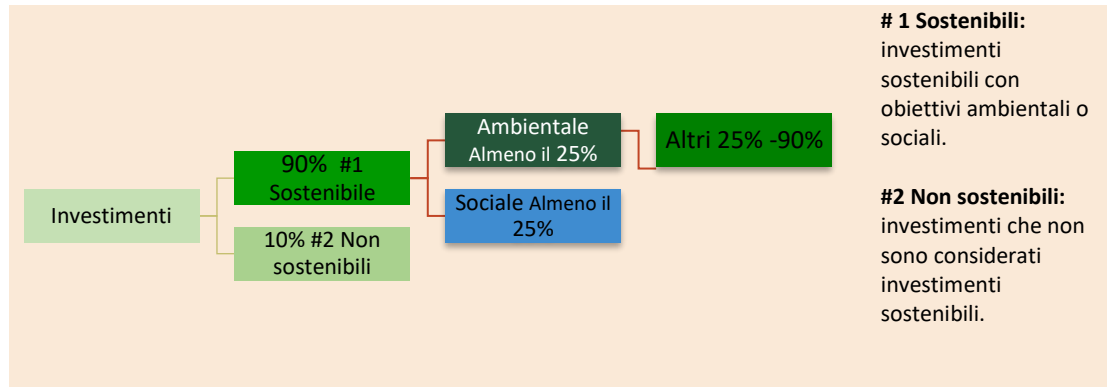 Investimenti
90% #1
Sostenibile
10% #2 Non
sostenibili
Ambientale
Almeno il 25%
Sociale Almeno il
25%
Altri 25% -90%
# 1 Sostenibili:
investimenti
sostenibili con
obiettivi ambientali o
sociali.
#2 Non sostenibili:
investimenti che non
sono considerati
investimenti
sostenibili.